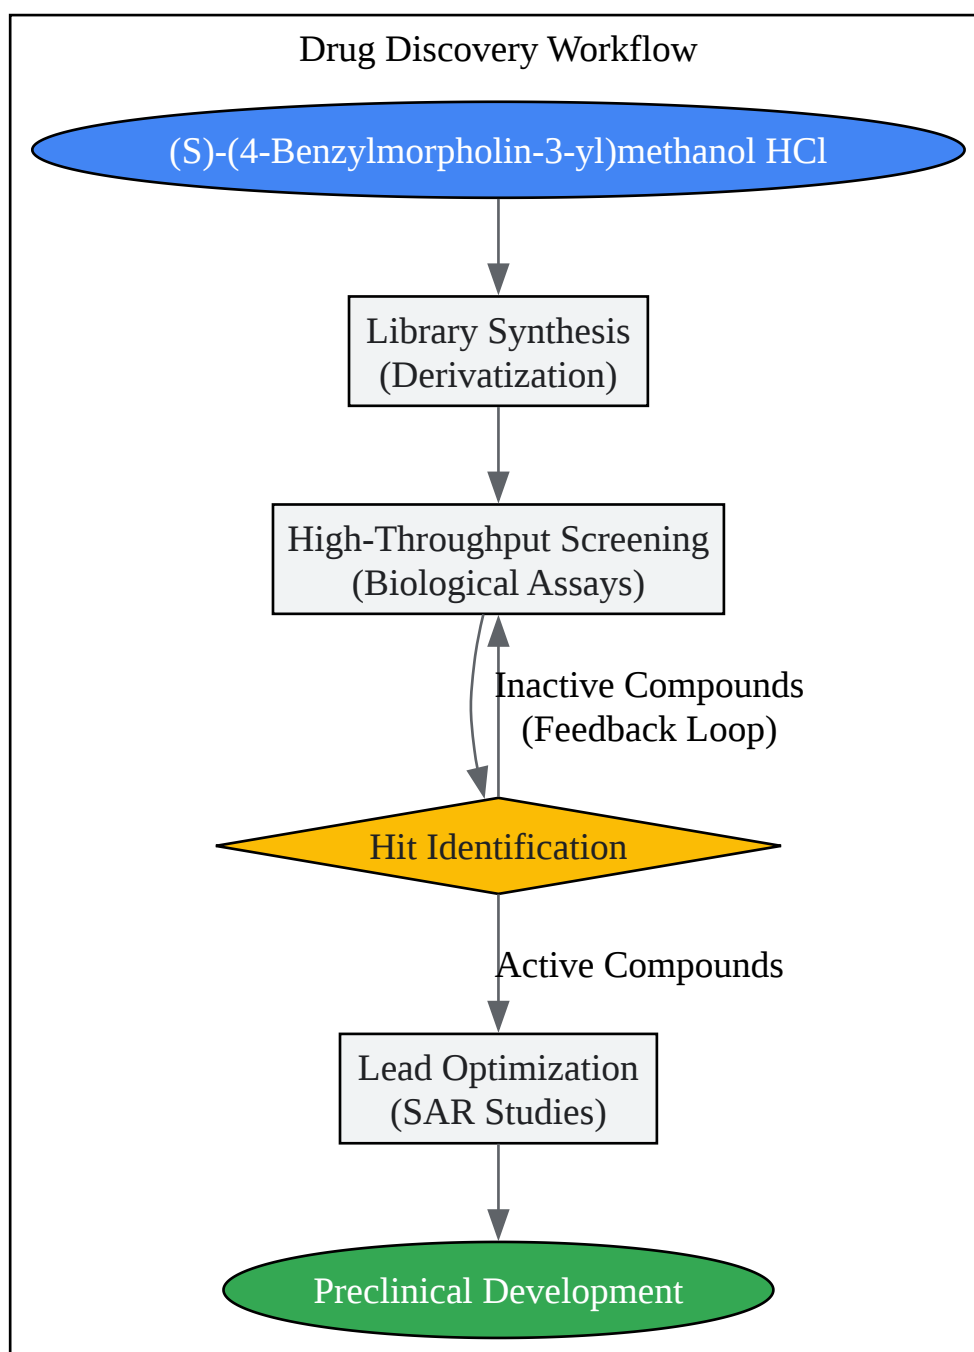 Drug Discovery Workflow
(S)-(4-Benzylmorpholin-3-yl)methanol HCl
Library Synthesis
(Derivatization)
High-Throughput Screening
(Biological Assays)
Inactive Compounds
(Feedback Loop)
Hit Identification
Active Compounds
Lead Optimization
(SAR Studies)
Preclinical Development